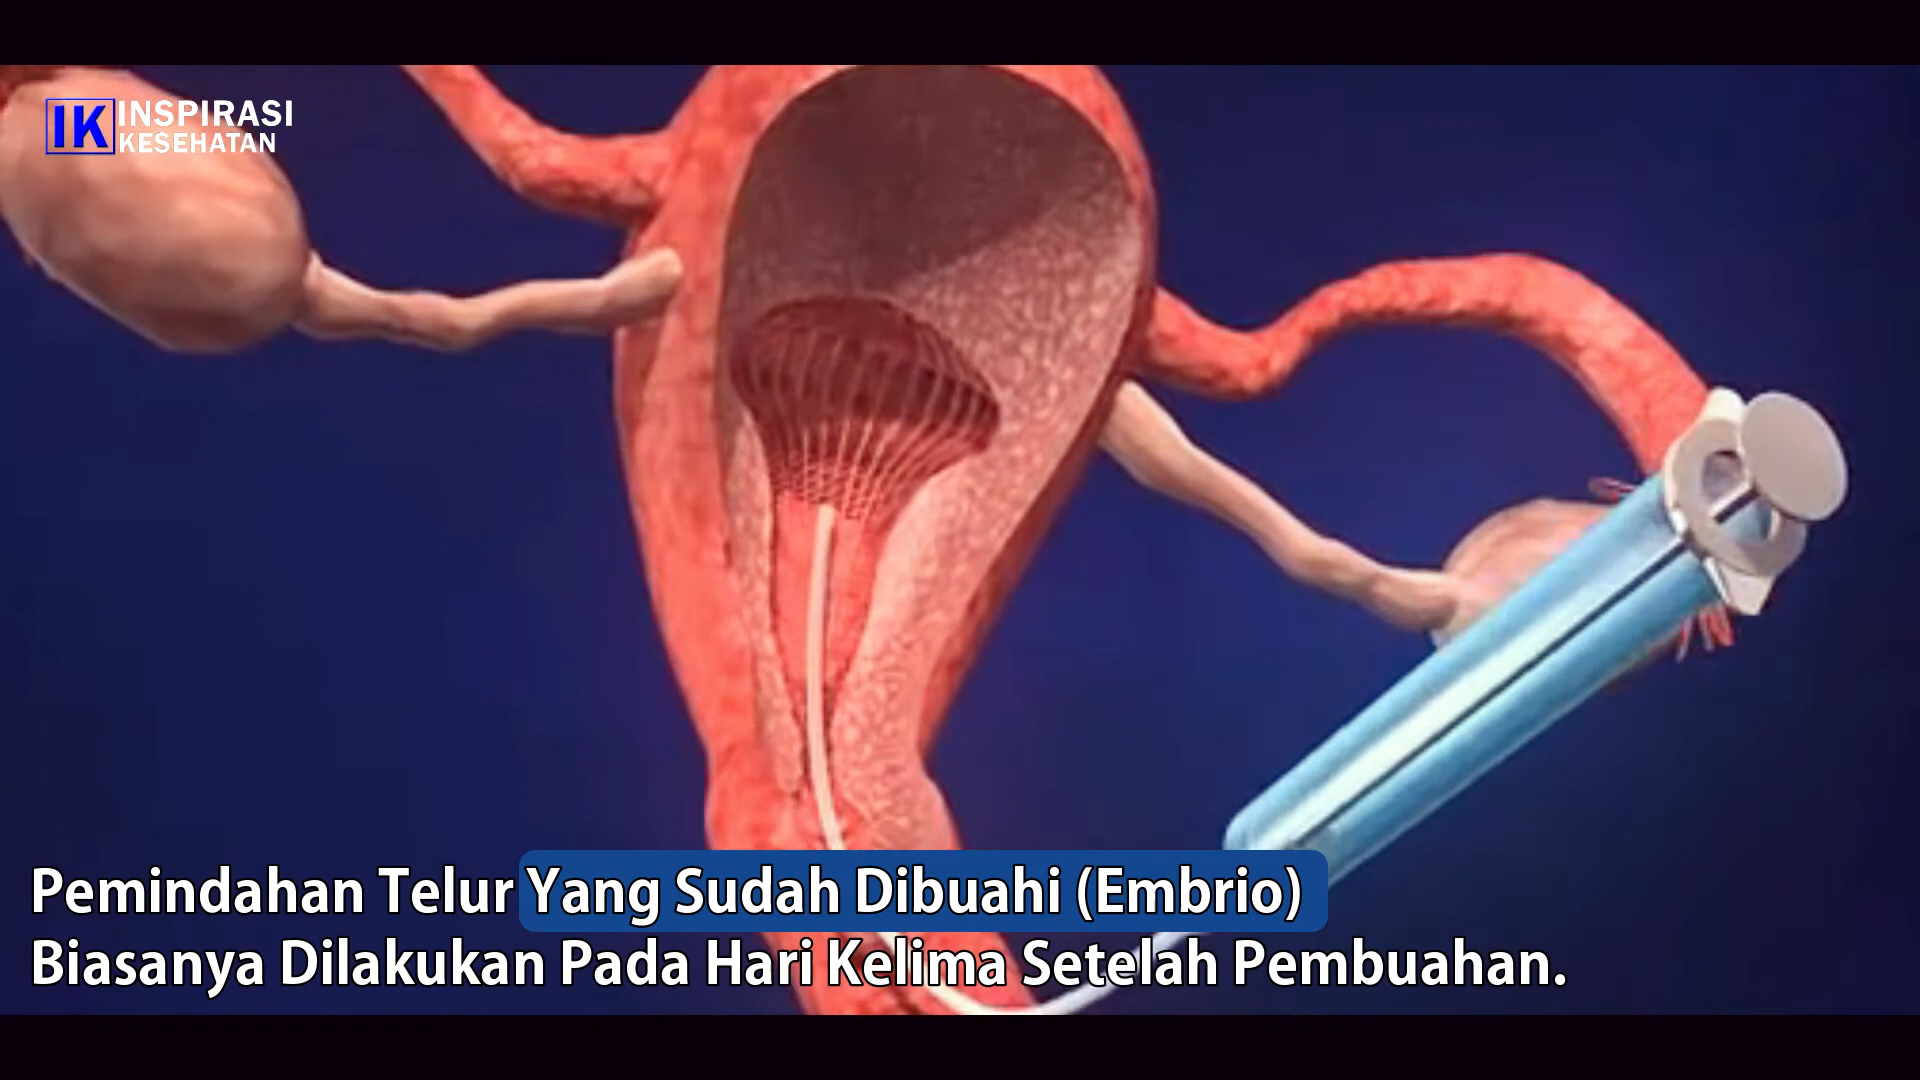 IK INSPIRASI
KESEHATAN
Pemindahan Telur Yang Sudah Dibuahi (Embrio)
Biasanya Dilakukan Pada Hari Kelima Setelah Pembuahan.